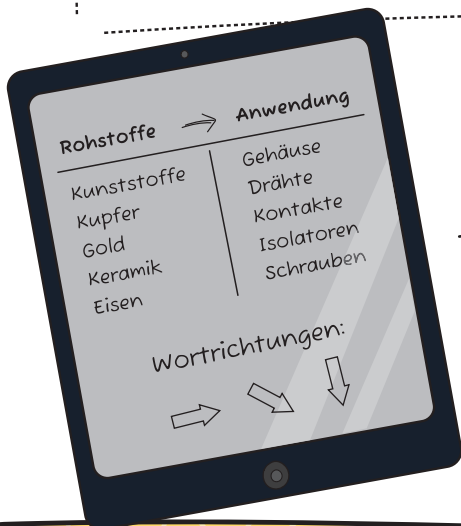 Rohstoffe → Anwendung
Kunststoffe Gehäuse
Kupfer Drähte
Gold Kontakte
Keramik Isolatoren
Eisen Schrauben
Wortrichtungen: